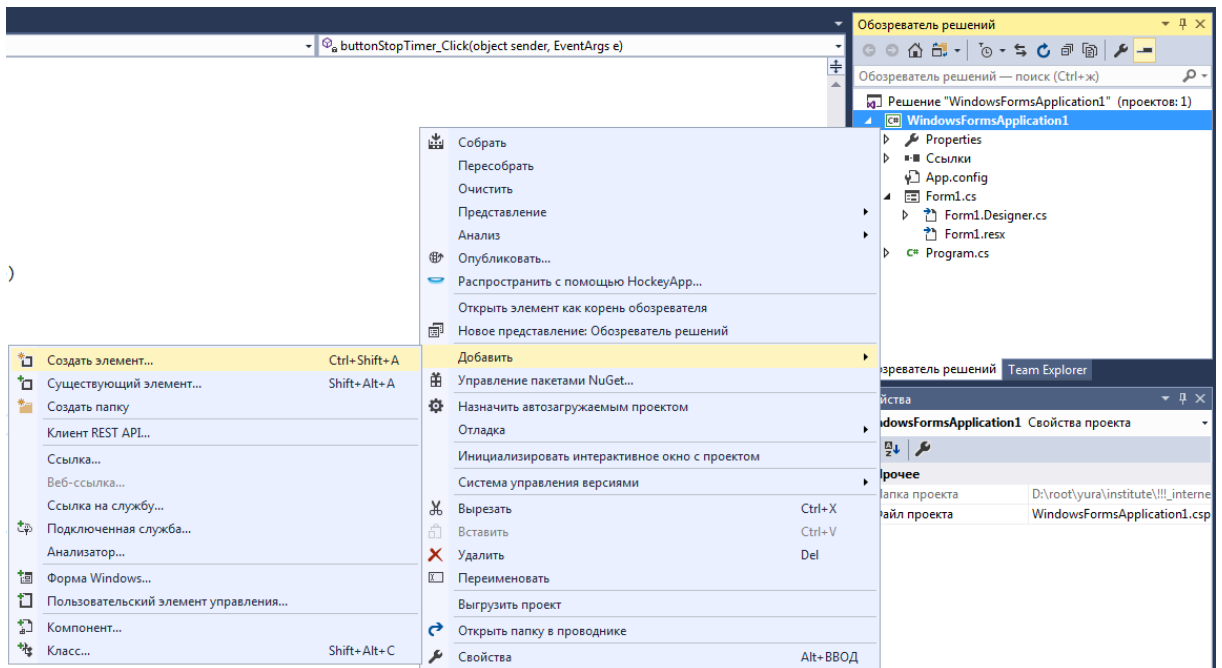 buttonStopTimer_Click(object sender, EventArgs e)
)
Обозреватель решений
Обозреватель решений — поиск (Ctrl+ж)
Решение "WindowsFormsApplication1" (проектов: 1)
C# WindowsFormsApplication1
Properties
Ссылки
App.config
Form1.cs
Form1.Designer.cs
Form1.resx
C# Program.cs
Собрать
Пересобрать
Очистить
Представление
Анализ
Опубликовать...
Распространить с помощью HockeyApp...
Открыть элемент как корень обозревателя
Новое представление: Обозреватель решений
Добавить
Управление пакетами NuGet...
Назначить автозагружаемым проектом
Отладка
Инициализировать интерактивное окно с проектом
Система управления версиями
Вырезать Ctrl+X
Вставить Ctrl+V
Удалить Del
Переименовать
Выгрузить проект
Открыть папку в проводнике
Свойства Alt+ВВОД
Создать элемент... Ctrl+Shift+A
Существующий элемент... Shift+Alt+A
Создать папку
Клиент REST API...
Ссылка...
Веб-ссылка...
Ссылка на службу...
Подключенная служба...
Анализатор...
Форма Windows...
Пользовательский элемент управления...
Компонент...
Класс... Shift+Alt+C
зреватель решений Team Explorer
йства
dowsFormsApplication1 Свойства проекта
рочее
апка проекта D:\root\yura\institute\!!!_interne
айл проекта WindowsFormsApplication1.csp